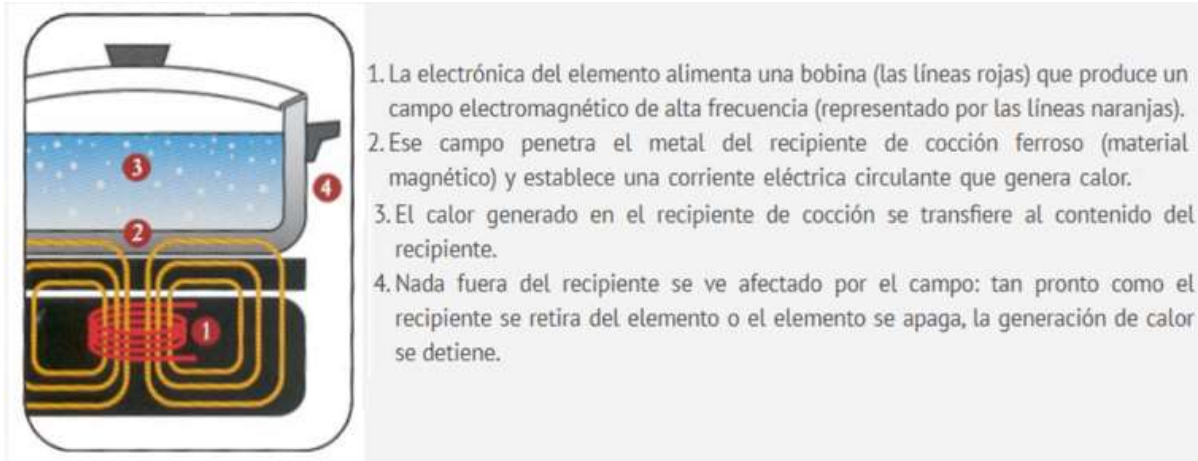 1. La electrónica del elemento alimenta una bobina (las líneas rojas) que produce un
campo electromagnético de alta frecuencia (representado por las líneas naranjas).
2. Ese campo penetra el metal del recipiente de cocción ferroso (material
magnético) y establece una corriente eléctrica circulante que genera calor.
3. El calor generado en el recipiente de cocción se transfiere al contenido del
recipiente.
4. Nada fuera del recipiente se ve afectado por el campo: tan pronto como el
recipiente se retira del elemento o el elemento se apaga, la generación de calor
se detiene.
3
4
2
1